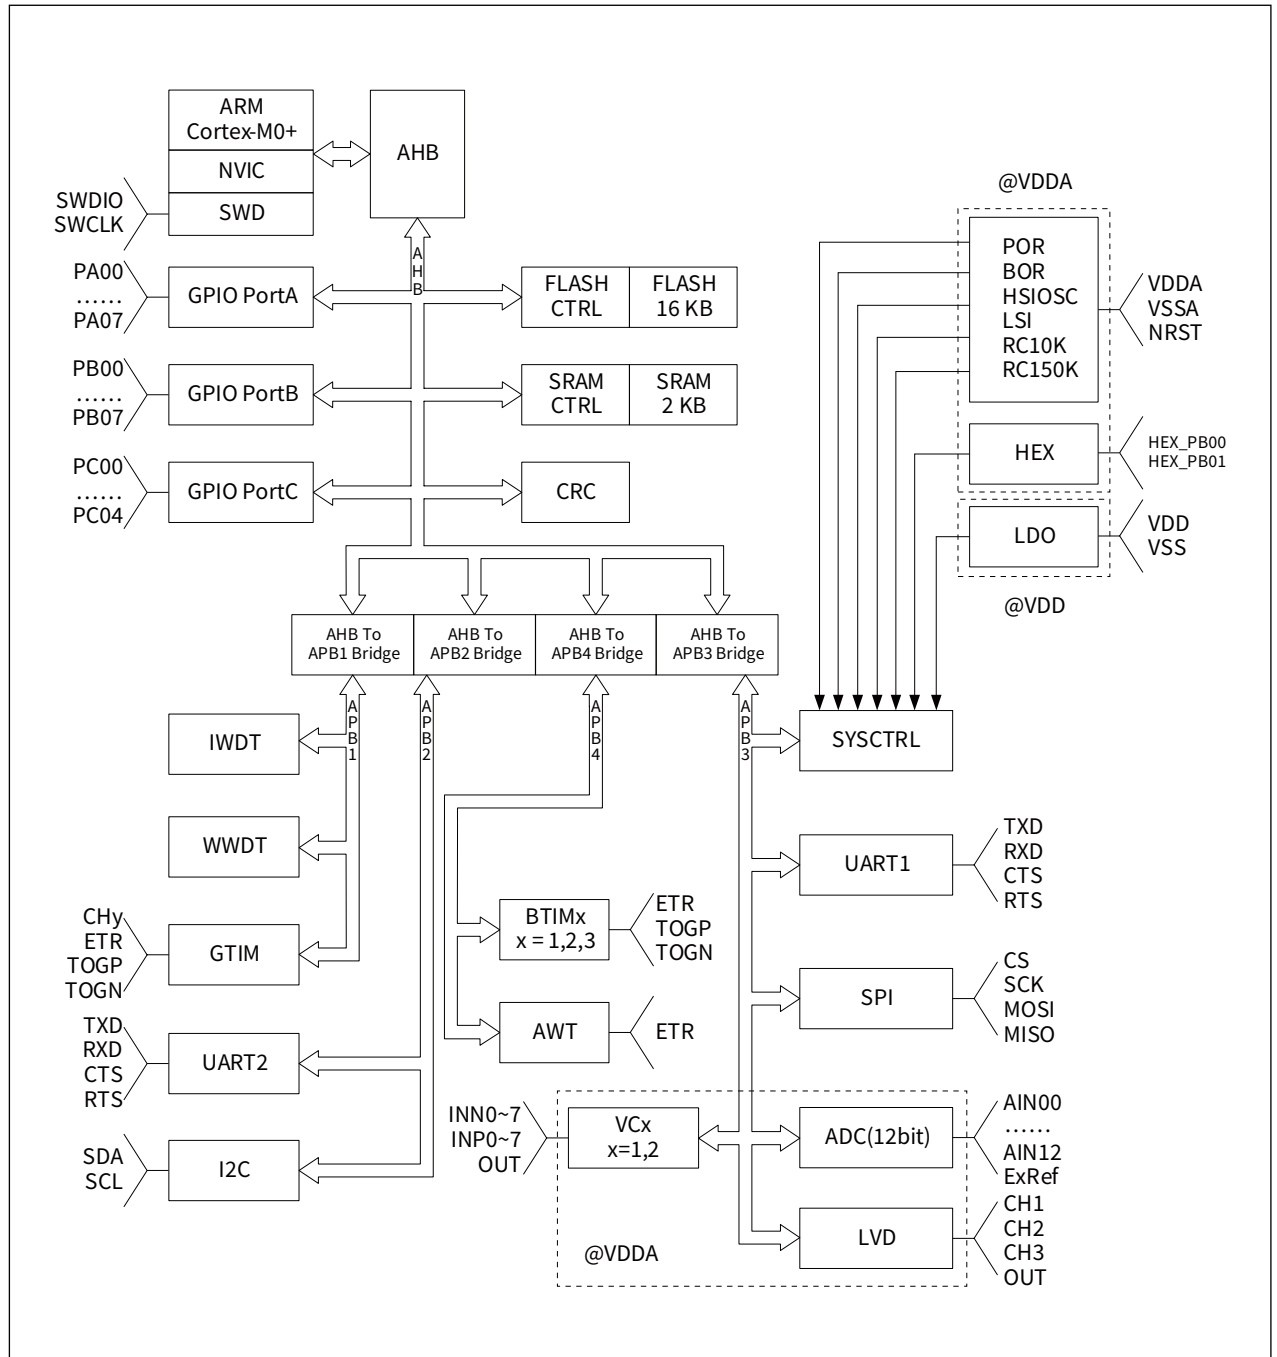 ARM
Cortex-M0+
NVIC
SWD
AHB
SWDIO
SWCLK
AHB
PA00
……
PA07
GPIO PortA
FLASH
CTRL
FLASH
16 KB
PB00
……
PB07
GPIO PortB
SRAM
CTRL
SRAM
2 KB
PC00
……
PC04
GPIO PortC
CRC
@VDDA
POR
BOR
HSIOSC
LSI
RC10K
RC150K
VDDA
VSSA
NRST
HEX
HEX_PB00
HEX_PB01
LDO
VDD
VSS
@VDD
AHB To
APB1 Bridge
AHB To
APB2 Bridge
AHB To
APB4 Bridge
AHB To
APB3 Bridge
APB1
APB2
APB4
APB3
IWDT
WWDT
CHy
ETR
TOGP
TOGN
GTIM
TXD
RXD
CTS
RTS
UART2
SDA
SCL
I2C
BTIMx
x = 1,2,3
ETR
TOGP
TOGN
AWT
ETR
SYSCTRL
UART1
TXD
RXD
CTS
RTS
SPI
CS
SCK
MOSI
MISO
INN0~7
INP0~7
OUT
VCx
x=1,2
ADC(12bit)
AIN00
……
AIN12
ExRef
LVD
CH1
CH2
CH3
OUT
@VDDA